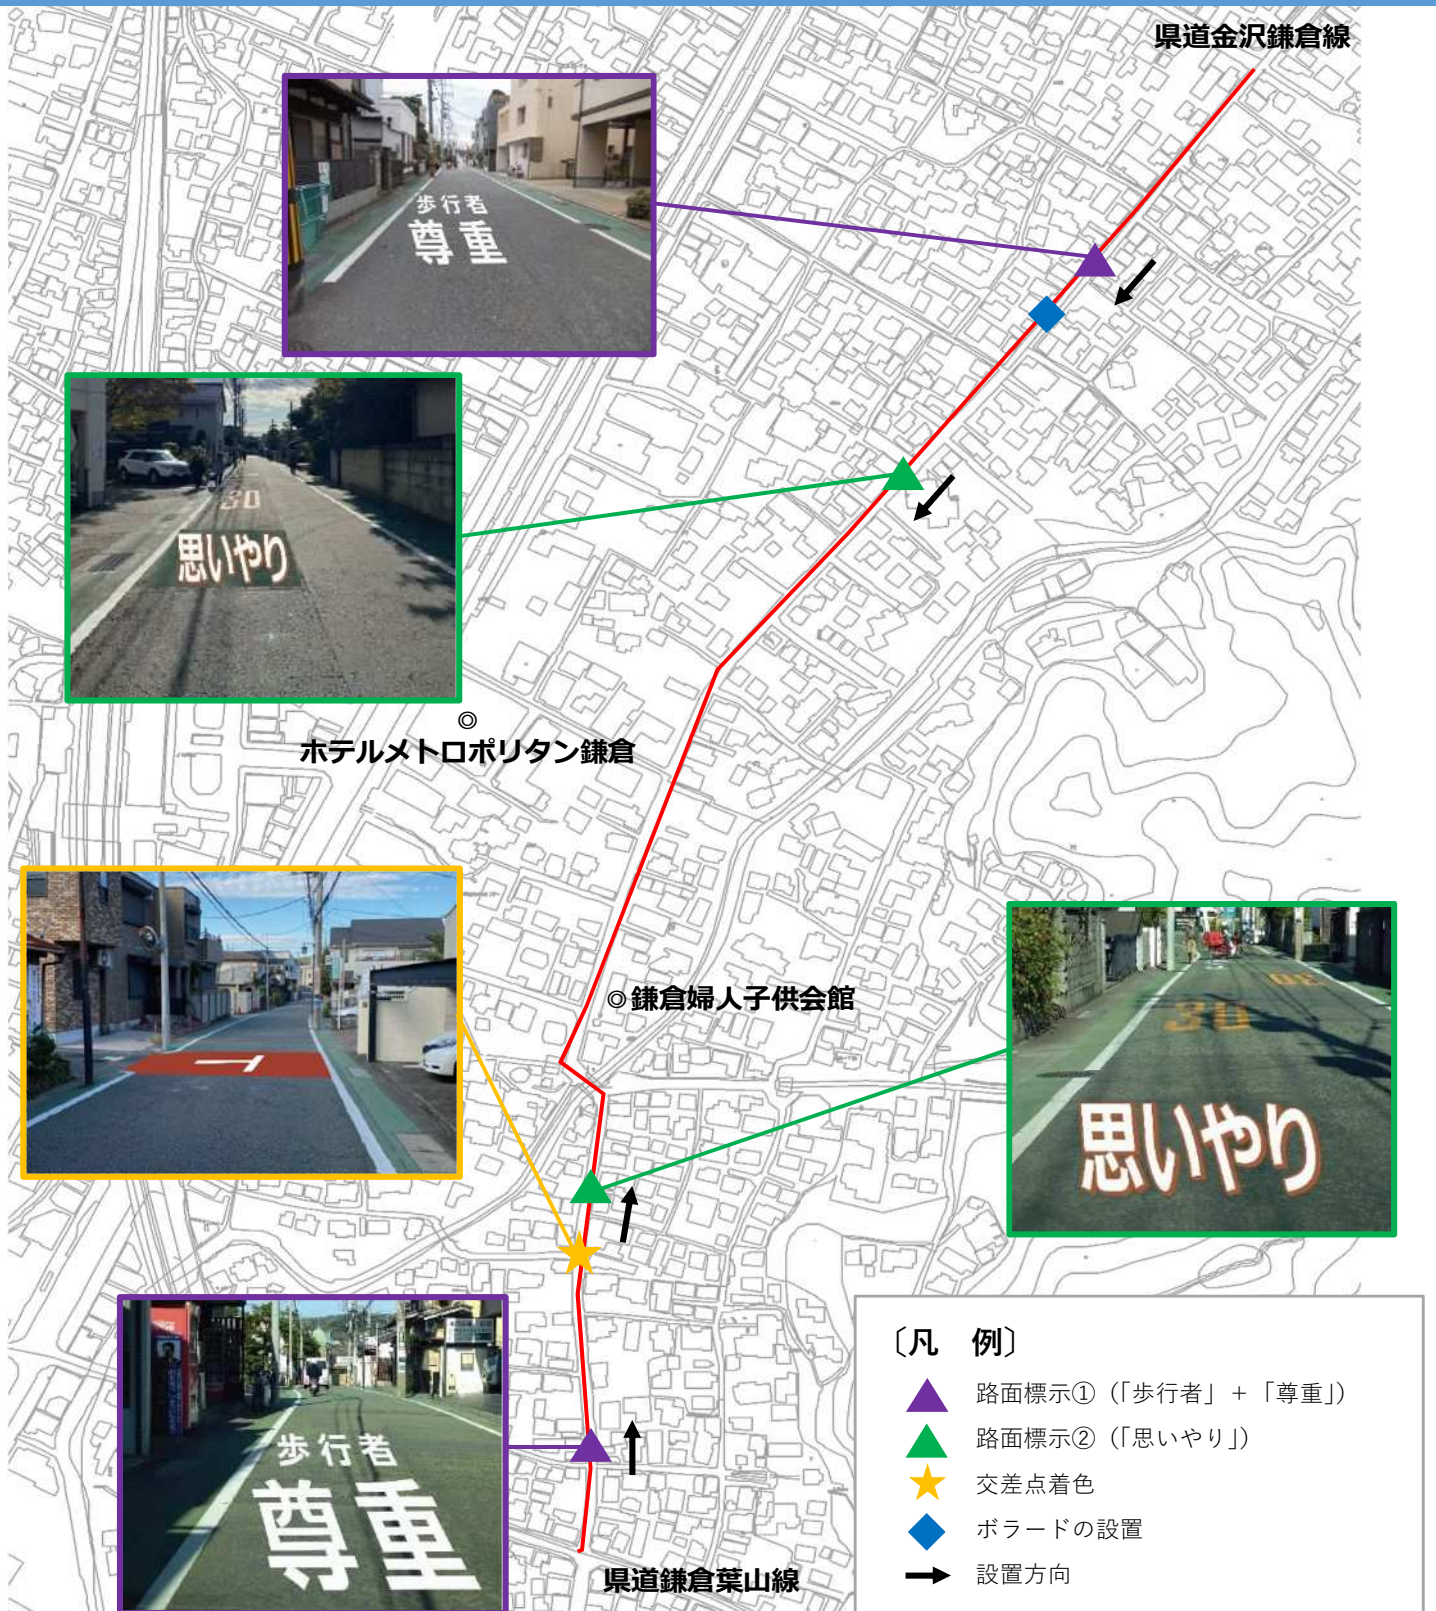 県道金沢鎌倉線
歩行者
尊重
30
思いやり
◎
ホテルメトロポリタン鎌倉
◎鎌倉婦人子供会館
30
30
思いやり
歩行者
尊重
県道鎌倉葉山線
〔凡　例〕
路面標示①（「歩行者」＋「尊重」）
路面標示②（「思いやり」）
交差点着色
ボラードの設置
設置方向